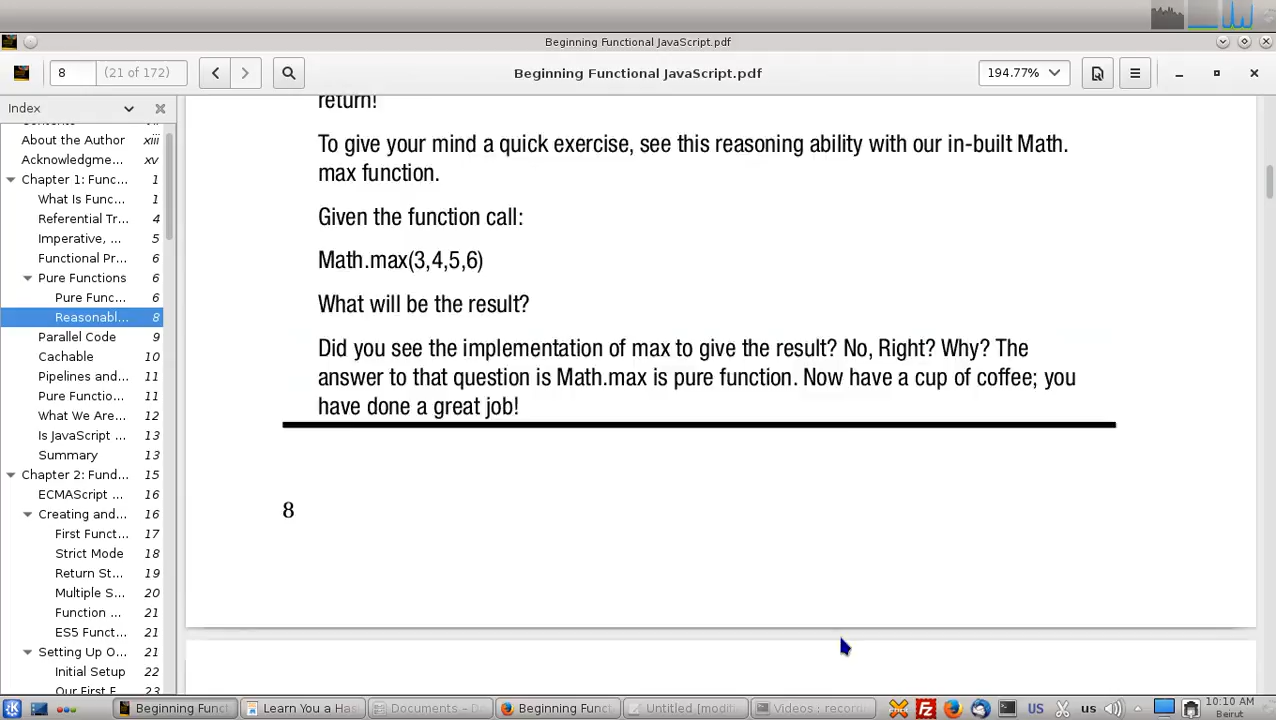 Beginning Functional JavaScript.pdf
8 (21 of 172)
Beginning Functional JavaScript.pdf
194.77%
Index
About the Author xiii
Acknowledgme... xv
Chapter 1: Func... 1
What Is Func... 1
Referential Tr... 4
Imperative, ... 5
Functional Pr... 6
Pure Functions 6
Pure Func... 6
Reasonabl... 8
Parallel Code 9
Cachable 10
Pipelines and... 11
Pure Functio... 11
What We Are... 12
Is JavaScript ... 13
Summary 13
Chapter 2: Fund... 15
ECMAScript ... 16
Creating and... 16
First Funct... 17
Strict Mode 18
Return St... 19
Multiple S... 20
Function ... 21
ES5 Funct... 21
Setting Up O... 21
Initial Setup 22
Our First F... 23
return!
To give your mind a quick exercise, see this reasoning ability with our in-built Math.
max function.
Given the function call:
Math.max(3,4,5,6)
What will be the result?
Did you see the implementation of max to give the result? No, Right? Why? The
answer to that question is Math.max is pure function. Now have a cup of coffee; you
have done a great job!
8
Beginning Func
Learn You a Has
Documents –
Beginning Func
Untitled [modifi
Videos : recordi
US
us
10:10 AM
Beirut